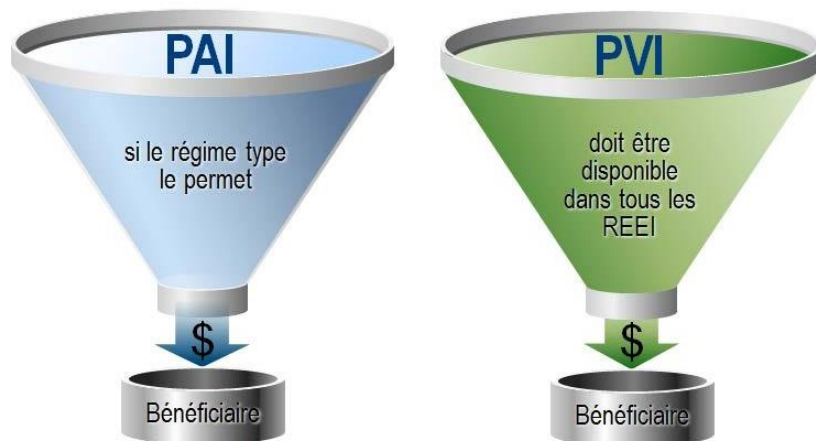 PAI
si le régime type
le permet
$
Bénéficiaire
PVI
doit être
disponible
dans tous les
REEI
$
Bénéficiaire